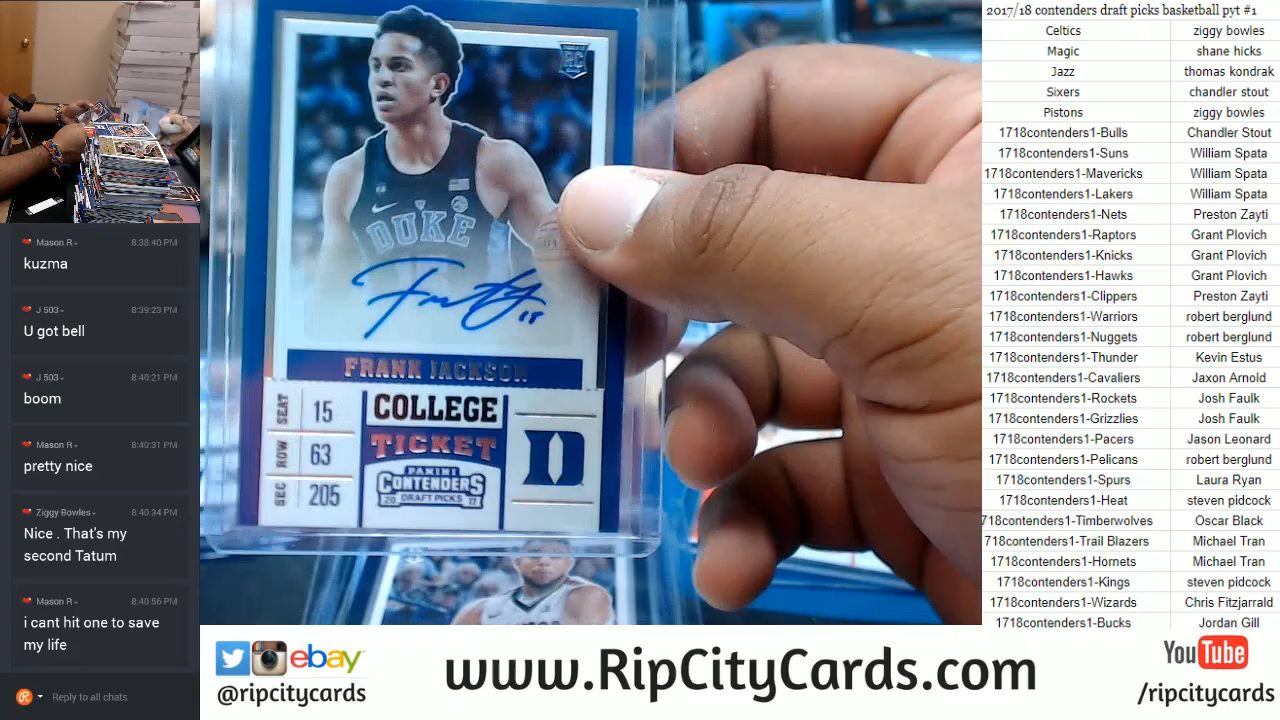 Mason R 8:38:40 PM
kuzma
J 503 8:39:23 PM
U got bell
J 503 8:40:21 PM
boom
Mason R 8:40:31 PM
pretty nice
Ziggy Bowles 8:40:34 PM
Nice . That's my
second Tatum
Mason R 8:40:56 PM
i cant hit one to save
my life
Reply to all chats
RC
DUKE
15
FRANK JACKSON
SEAT 15
ROW 63
SEC 205
COLLEGE
TICKET
PANINI
CONTENDERS
20 DRAFT PICKS 17
D
2017/18 contenders draft picks basketball pyt #1
Celtics ziggy bowles
Magic shane hicks
Jazz thomas kondrak
Sixers chandler stout
Pistons ziggy bowles
1718contenders1-Bulls Chandler Stout
1718contenders1-Suns William Spata
1718contenders1-Mavericks William Spata
1718contenders1-Lakers William Spata
1718contenders1-Nets Preston Zayti
1718contenders1-Raptors Grant Plovich
1718contenders1-Knicks Grant Plovich
1718contenders1-Hawks Grant Plovich
1718contenders1-Clippers Preston Zayti
1718contenders1-Warriors robert berglund
1718contenders1-Nuggets robert berglund
1718contenders1-Thunder Kevin Estus
1718contenders1-Cavaliers Jaxon Arnold
1718contenders1-Rockets Josh Faulk
1718contenders1-Grizzlies Josh Faulk
1718contenders1-Pacers Jason Leonard
1718contenders1-Pelicans robert berglund
1718contenders1-Spurs Laura Ryan
1718contenders1-Heat steven pidcock
718contenders1-Timberwolves Oscar Black
718contenders1-Trail Blazers Michael Tran
1718contenders1-Hornets Michael Tran
1718contenders1-Kings steven pidcock
1718contenders1-Wizards Chris Fitzjarrald
1718contenders1-Bucks Jordan Gill
ebay
@ripcitycards
www.RipCityCards.com
YouTube
/ripcitycards